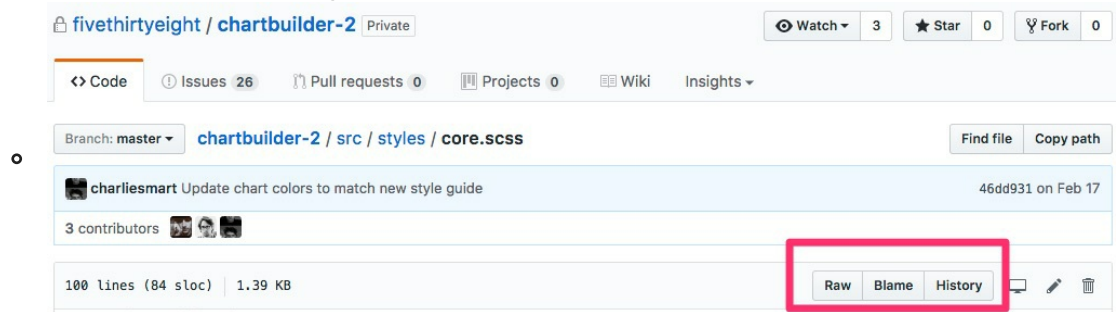 fivethirtyeight / chartbuilder-2 Private Watch 3 Star 0 Fork 0
Code Issues 26 Pull requests 0 Projects 0 Wiki Insights
Branch: master chartbuilder-2 / src / styles / core.scss Find file Copy path
charliesmart Update chart colors to match new style guide 46dd931 on Feb 17
3 contributors
100 lines (84 sloc) 1.39 KB Raw Blame History